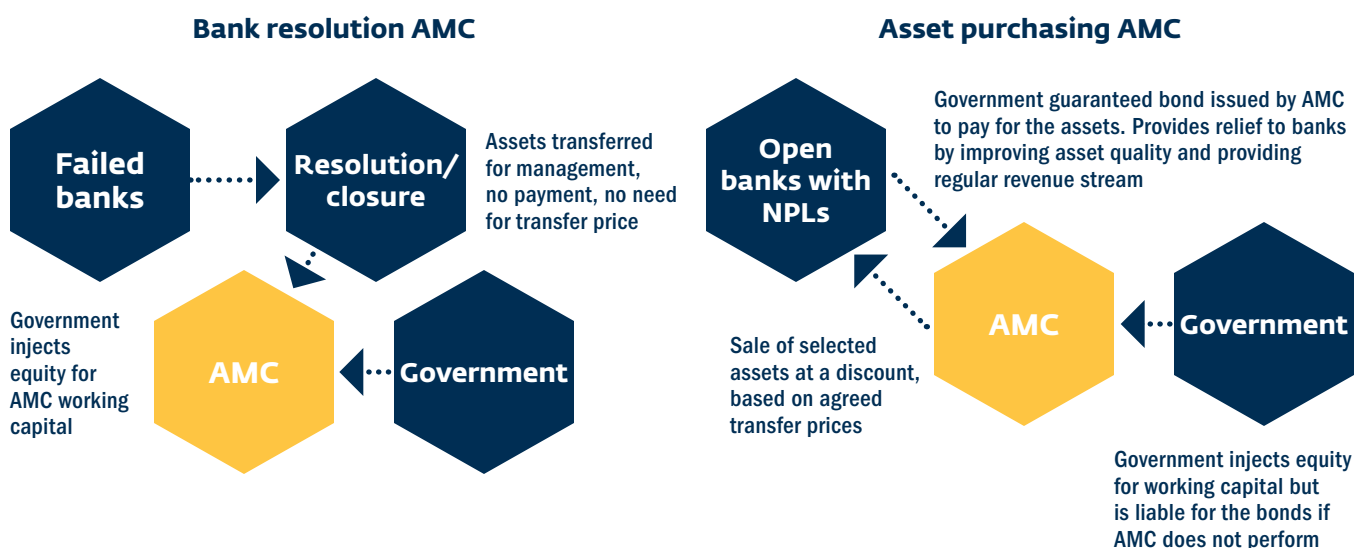 Bank resolution AMC
Failed
banks
Resolution/
closure
Assets transferred
for management,
no payment, no need
for transfer price
Government
injects
equity for
AMC working
capital
AMC
Government
Asset purchasing AMC
Open
banks with
NPLs
Government guaranteed bond issued by AMC
to pay for the assets. Provides relief to banks
by improving asset quality and providing
regular revenue stream
AMC
Government
Sale of selected
assets at a discount,
based on agreed
transfer prices
Government injects equity
for working capital but
is liable for the bonds if
AMC does not perform